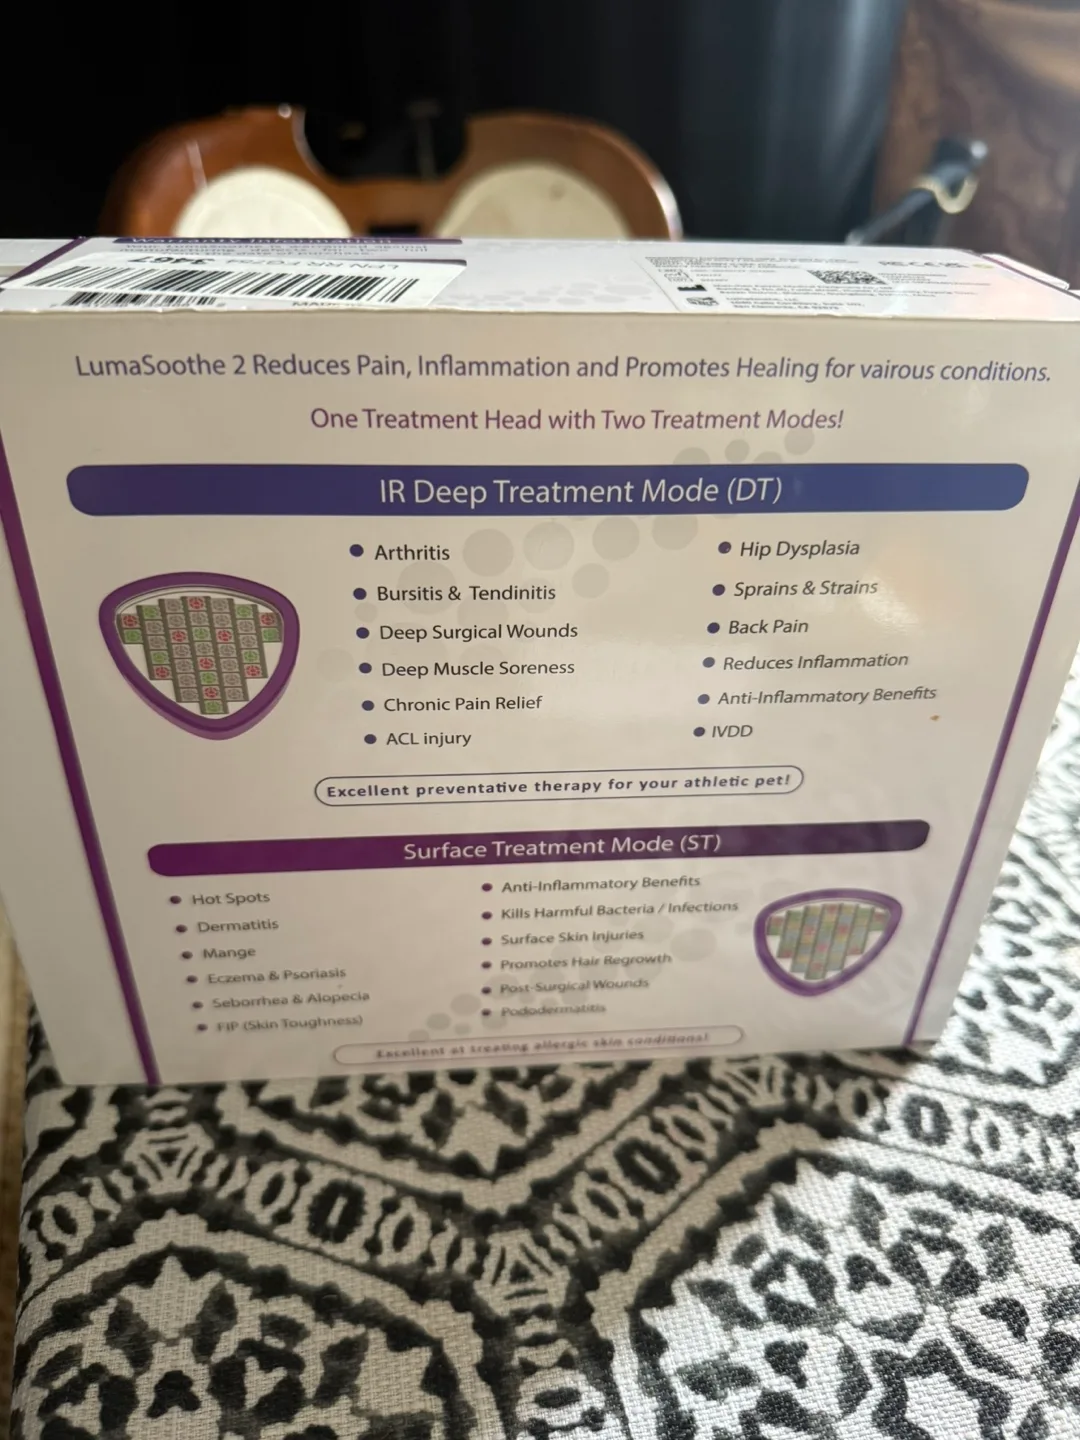 Warranty Information
LumaSoothe 2 Reduces Pain, Inflammation and Promotes Healing for vairous conditions.
One Treatment Head with Two Treatment Modes!
IR Deep Treatment Mode (DT)
Arthritis
Bursitis & Tendinitis
Deep Surgical Wounds
Deep Muscle Soreness
Chronic Pain Relief
ACL injury
Hip Dysplasia
Sprains & Strains
Back Pain
Reduces Inflammation
Anti-Inflammatory Benefits
IVDD
Excellent preventative therapy for your athletic pet!
Surface Treatment Mode (ST)
Hot Spots
Dermatitis
Mange
Eczema & Psoriasis
Seborrhea & Alopecia
FIP (Skin Toughness)
Anti-Inflammatory Benefits
Kills Harmful Bacteria / Infections
Surface Skin Injuries
Promotes Hair Regrowth
Post-Surgical Wounds
Pododermatitis
Excellent at treating allergic skin conditions!